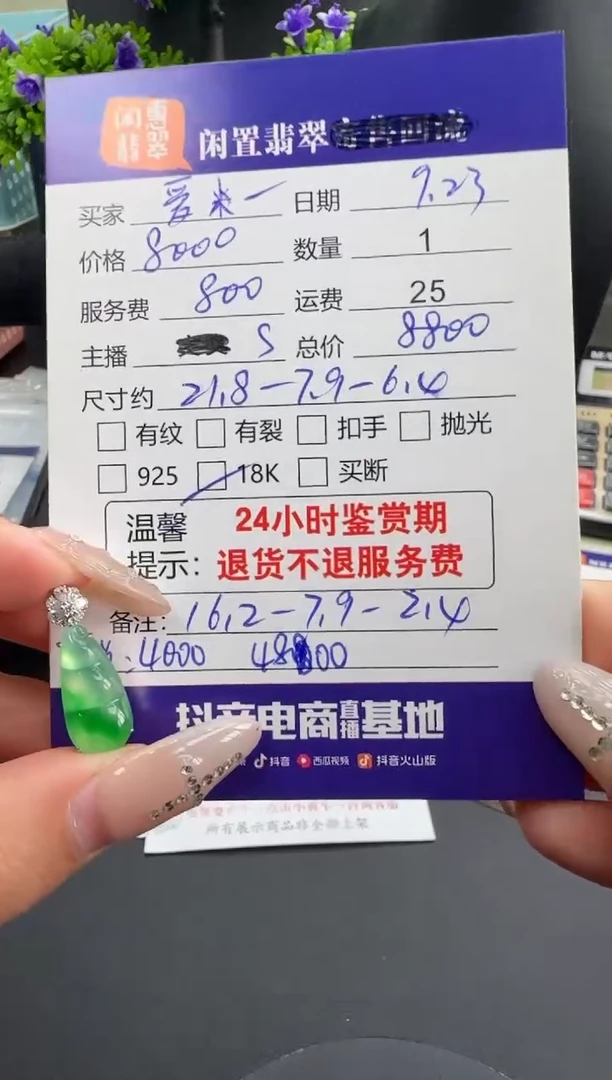 闲惠
翡翠
闲置翡翠
买家 爱米一 日期 9.23
价格 8000 数量 1
服务费 800 运费 25
主播 S 总价 8800
尺寸约 21.8-7.9-6.4
有纹 有裂 扣手 抛光
925 18K 买断
温馨 24小时鉴赏期
提示: 退货不退服务费
备注: 16.2-7.9-2.4
:4000 48 00
抖音电商直播基地
抖音 西瓜视频 抖音火山版
所有展示商品非全部上架